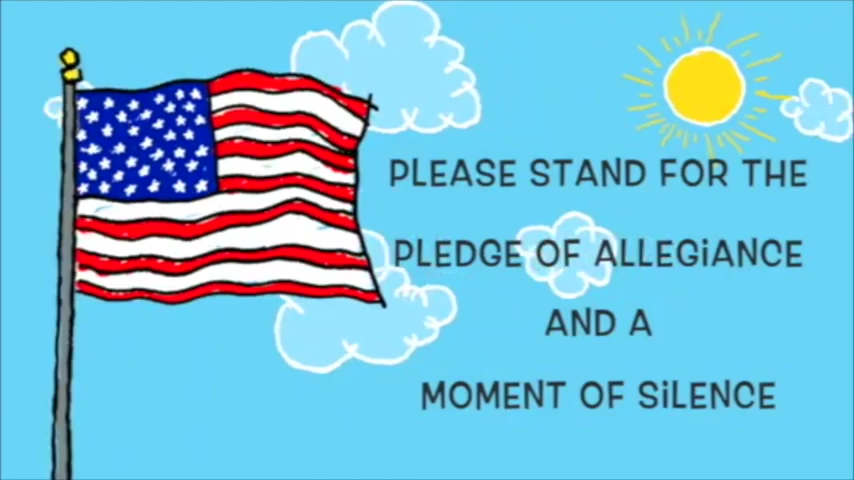 PLEASE STAND FOR THE
PLEDGE OF ALLEGiANCE
AND A
MOMENT OF SiLENCE